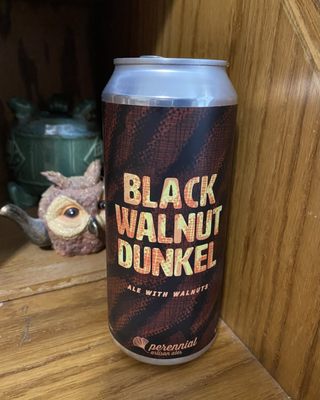 BLACK
WALNUT
DUNKEL
ALE WITH WALNUTS
perennial
artisan ales